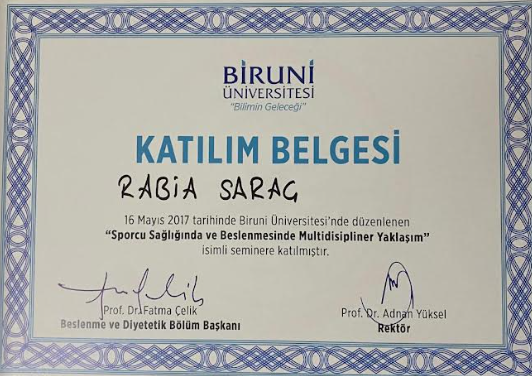 BİRUNİ
ÜNİVERSİTESİ
"Bilimin Geleceği"
KATILIM BELGESİ
RABİA SARAÇ
16 Mayıs 2017 tarihinde Biruni Üniversitesi'nde düzenlenen
"Sporcu Sağlığında ve Beslenmesinde Multidisipliner Yaklaşım"
isimli seminere katılmıştır.
Prof. Dr. Fatma Çelik
Beslenme ve Diyetetik Bölüm Başkanı
Prof. Dr. Adnan Yüksel
Rektör